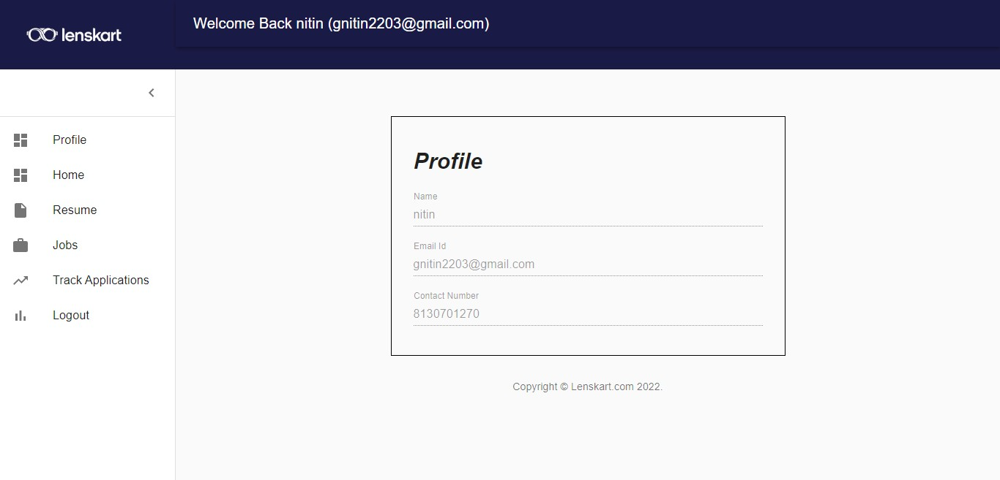 lenskart
Welcome Back nitin (gnitin2203@gmail.com)
Profile
Home
Resume
Jobs
Track Applications
Logout
Profile
Name
nitin
Email Id
gnitin2203@gmail.com
Contact Number
8130701270
Copyright © Lenskart.com 2022.